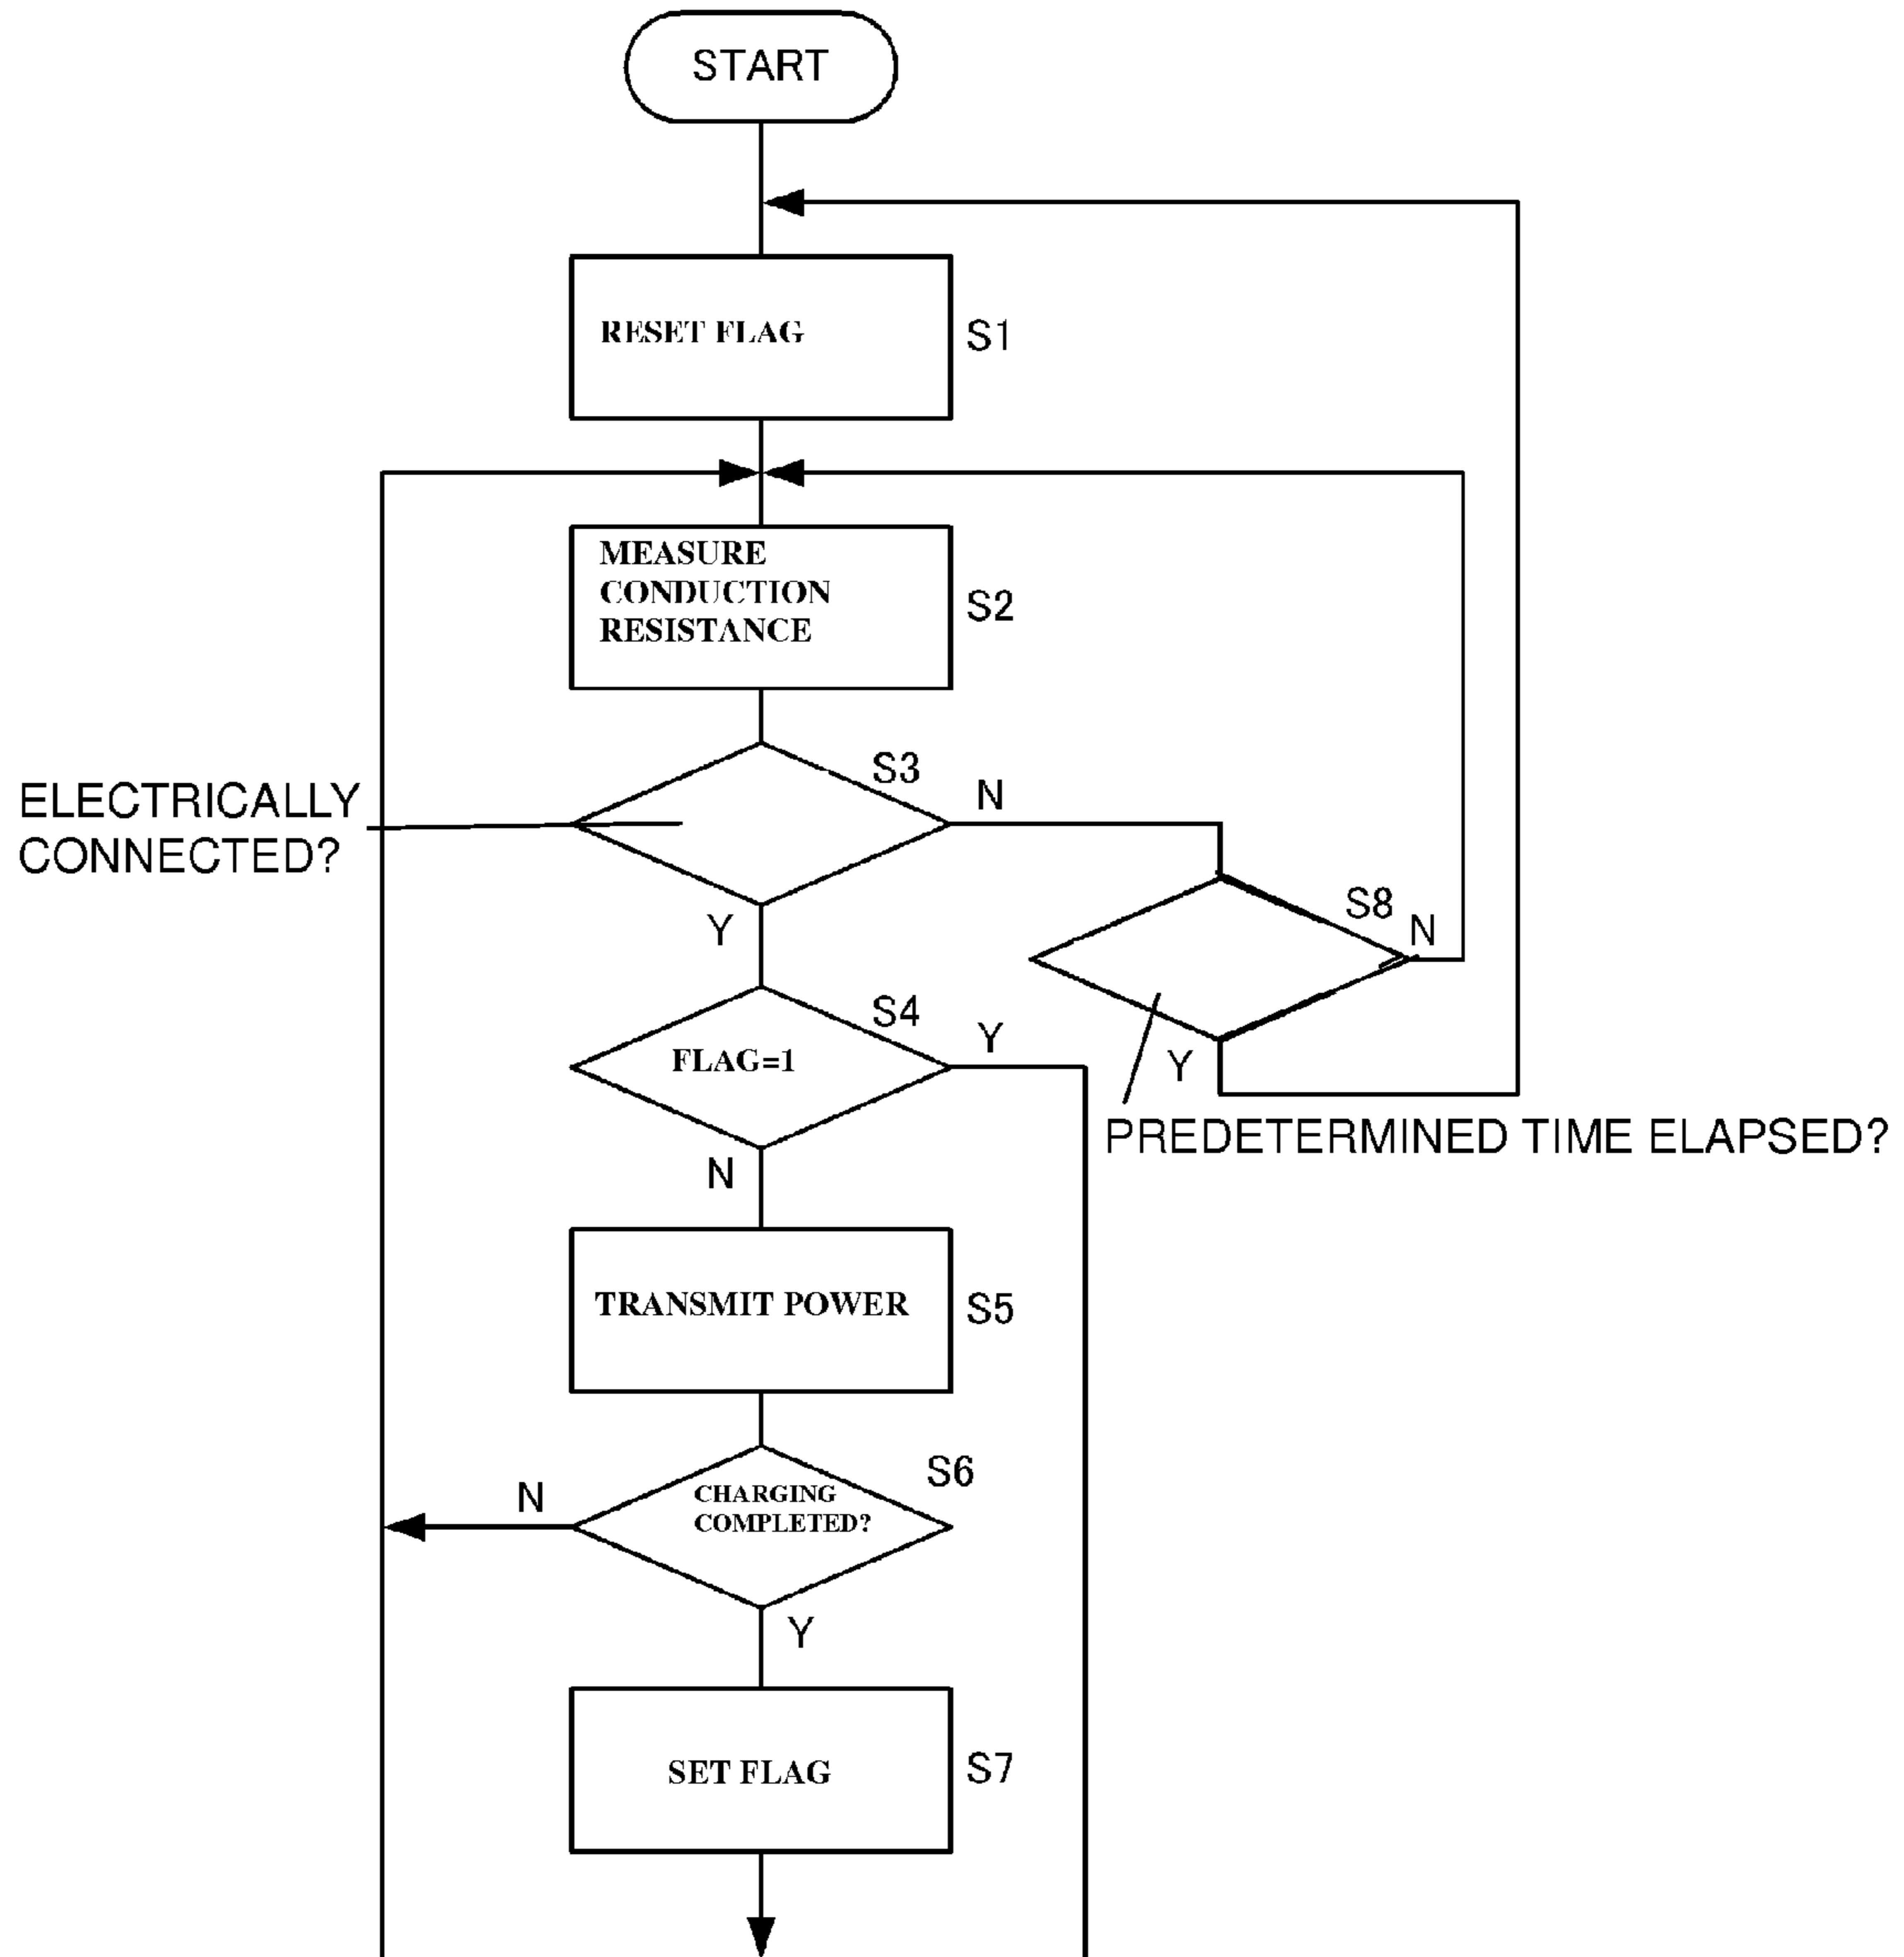 START
RESET FLAG
S1
MEASURE
CONDUCTION
RESISTANCE
S2
S3
N
ELECTRICALLY
CONNECTED?
Y
S8
N
S4
Y
FLAG=1
Y
PREDETERMINED TIME ELAPSED?
N
TRANSMIT POWER
S5
S6
N
CHARGING
COMPLETED?
Y
SET FLAG
S7